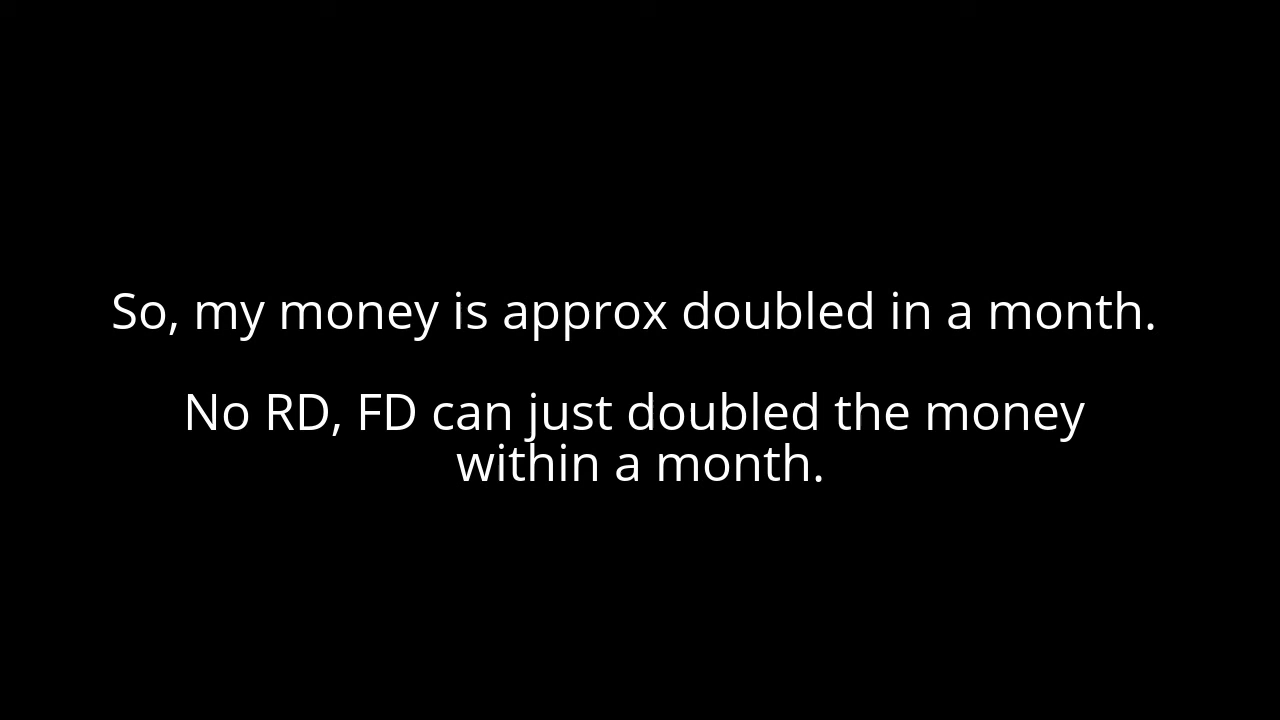 So, my money is approx doubled in a month.
No RD, FD can just doubled the money
within a month.